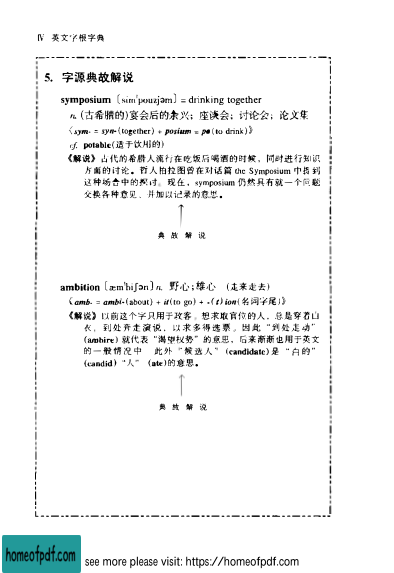 Ⅳ 英文字根字典
5. 字源典故解说
symposium〔sim'pouzjəm〕= drinking together
n. (古希腊的)宴会后的余兴；座谈会；讨论会；论文集
《sym- = syn-(together) + posium = po(to drink)》
cf. potable(适于饮用的)
《解说》古代的希腊人流行在吃饭后喝酒的时候，同时进行知识
方面的讨论。哲人柏拉图曾在对话篇 the Symposium 中提到
这种场合中的探讨。现在，symposium 仍然具有就一个问题
交换各种意见，并加以记录的意思。
典故解说
ambition〔æm'biʃən〕n. 野心；雄心 (走来走去)
《amb- = ambi-(about) + it(to go) + -(t)ion(名词字尾)》
《解说》以前这个字只用于政客。想求取官位的人，总是穿着白
衣，到处奔走演说，以求多得选票。因此“到处走动”
(ambire) 就代表“渴望权势”的意思，后来渐渐也用于英文
的一般情况中 此外“候选人”(candidate)是“白的”
(candid)“人”(ate)的意思。
典故解说
homeofpdf.com
see more please visit: https://homeofpdf.com